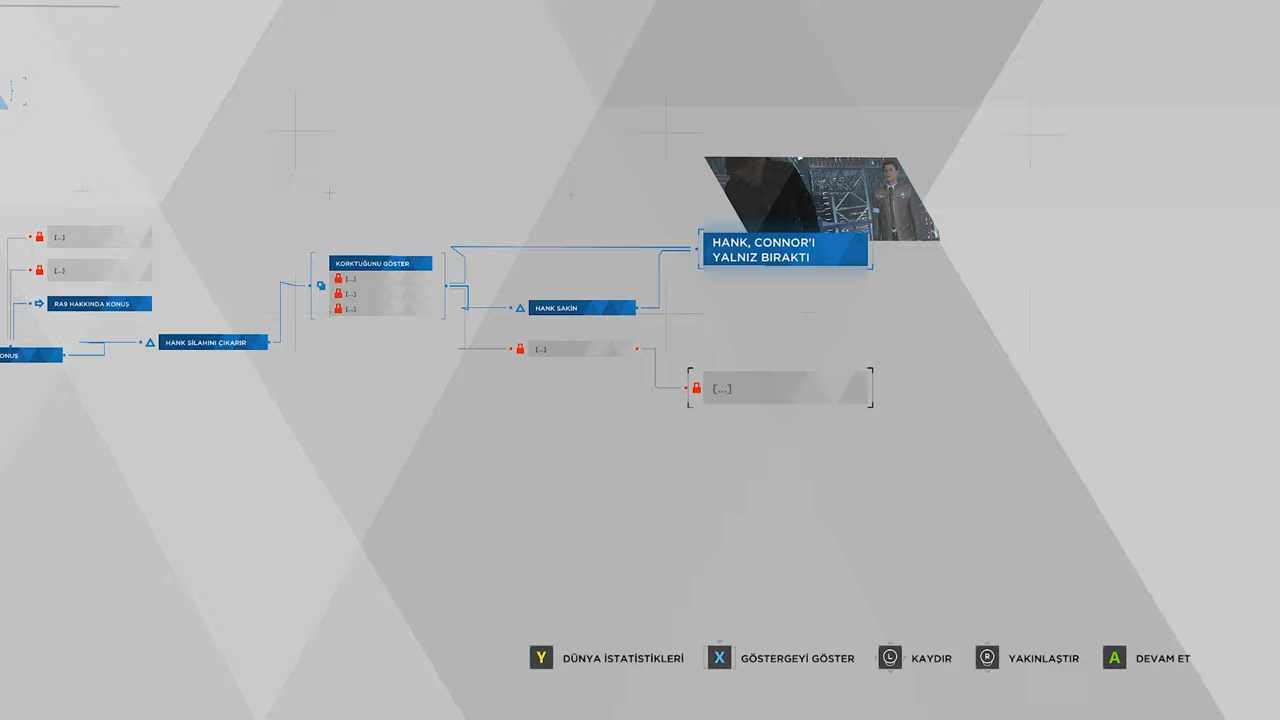 [...]
[...]
RA9 HAKKINDA KONUŞ
ONUŞ
HANK SİLAHINI ÇIKARIR
KORKTUĞUNU GÖSTER
[...]
[...]
[...]
HANK SAKİN
[...]
HANK, CONNOR'I
YALNIZ BIRAKTI
[...]
Y DÜNYA İSTATİSTİKLERİ X GÖSTERGEYİ GÖSTER L KAYDIR R YAKINLAŞTIR A DEVAM ET